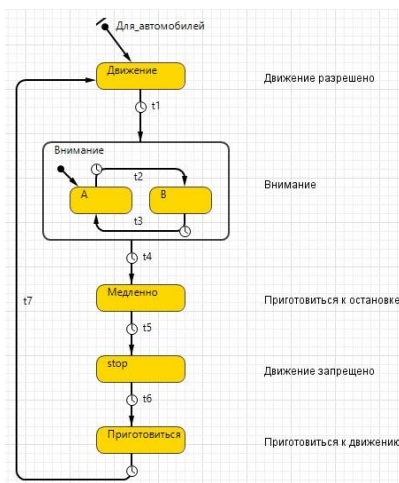 Для_автомобилей
Движение
Движение разрешено
t1
Внимание
t2
A
B
Внимание
t3
t4
Медленно
t7
Приготовиться к остановке
t5
stop
Движение запрещено
t6
Приготовиться
Приготовиться к движению